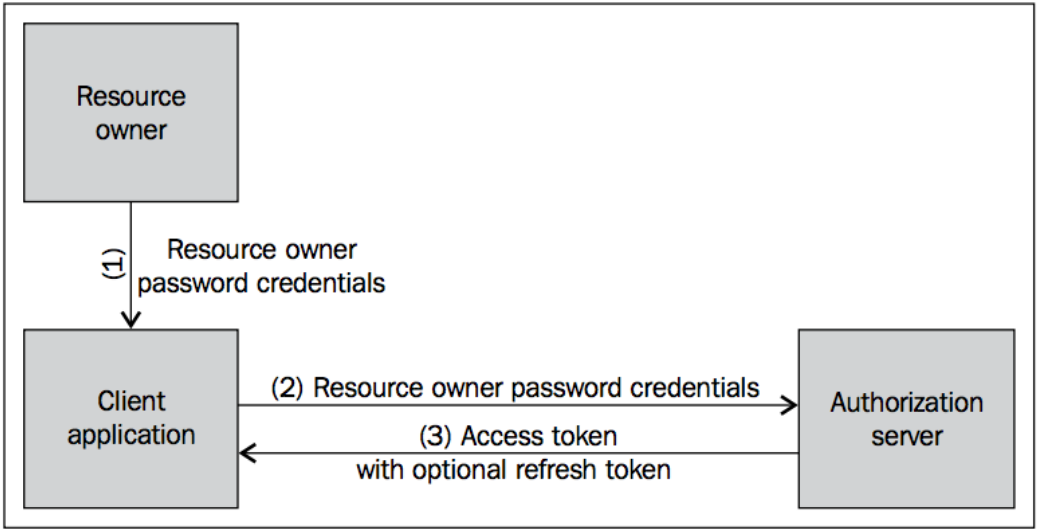 Resource
owner
(1)
Resource owner
password credentials
Client
application
(2) Resource owner password credentials
(3) Access token
with optional refresh token
Authorization
server